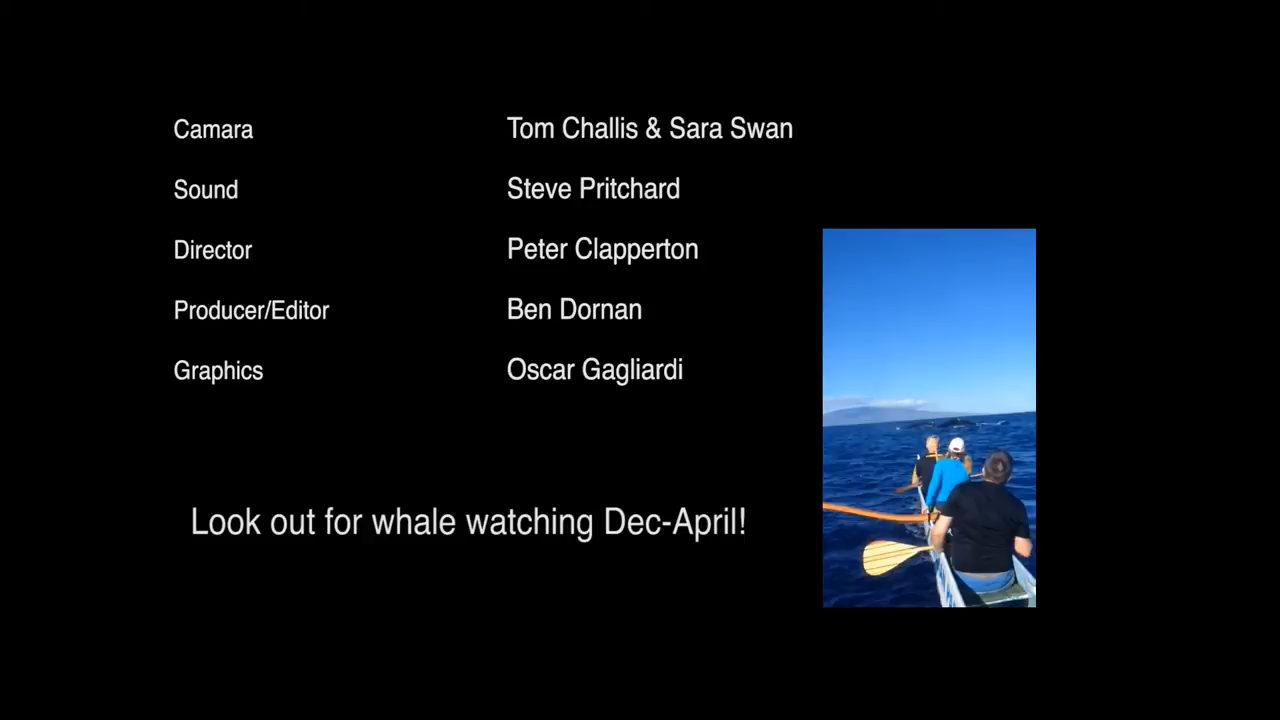 Camara Tom Challis & Sara Swan
Sound Steve Pritchard
Director Peter Clapperton
Producer/Editor Ben Dornan
Graphics Oscar Gagliardi
Look out for whale watching Dec-April!